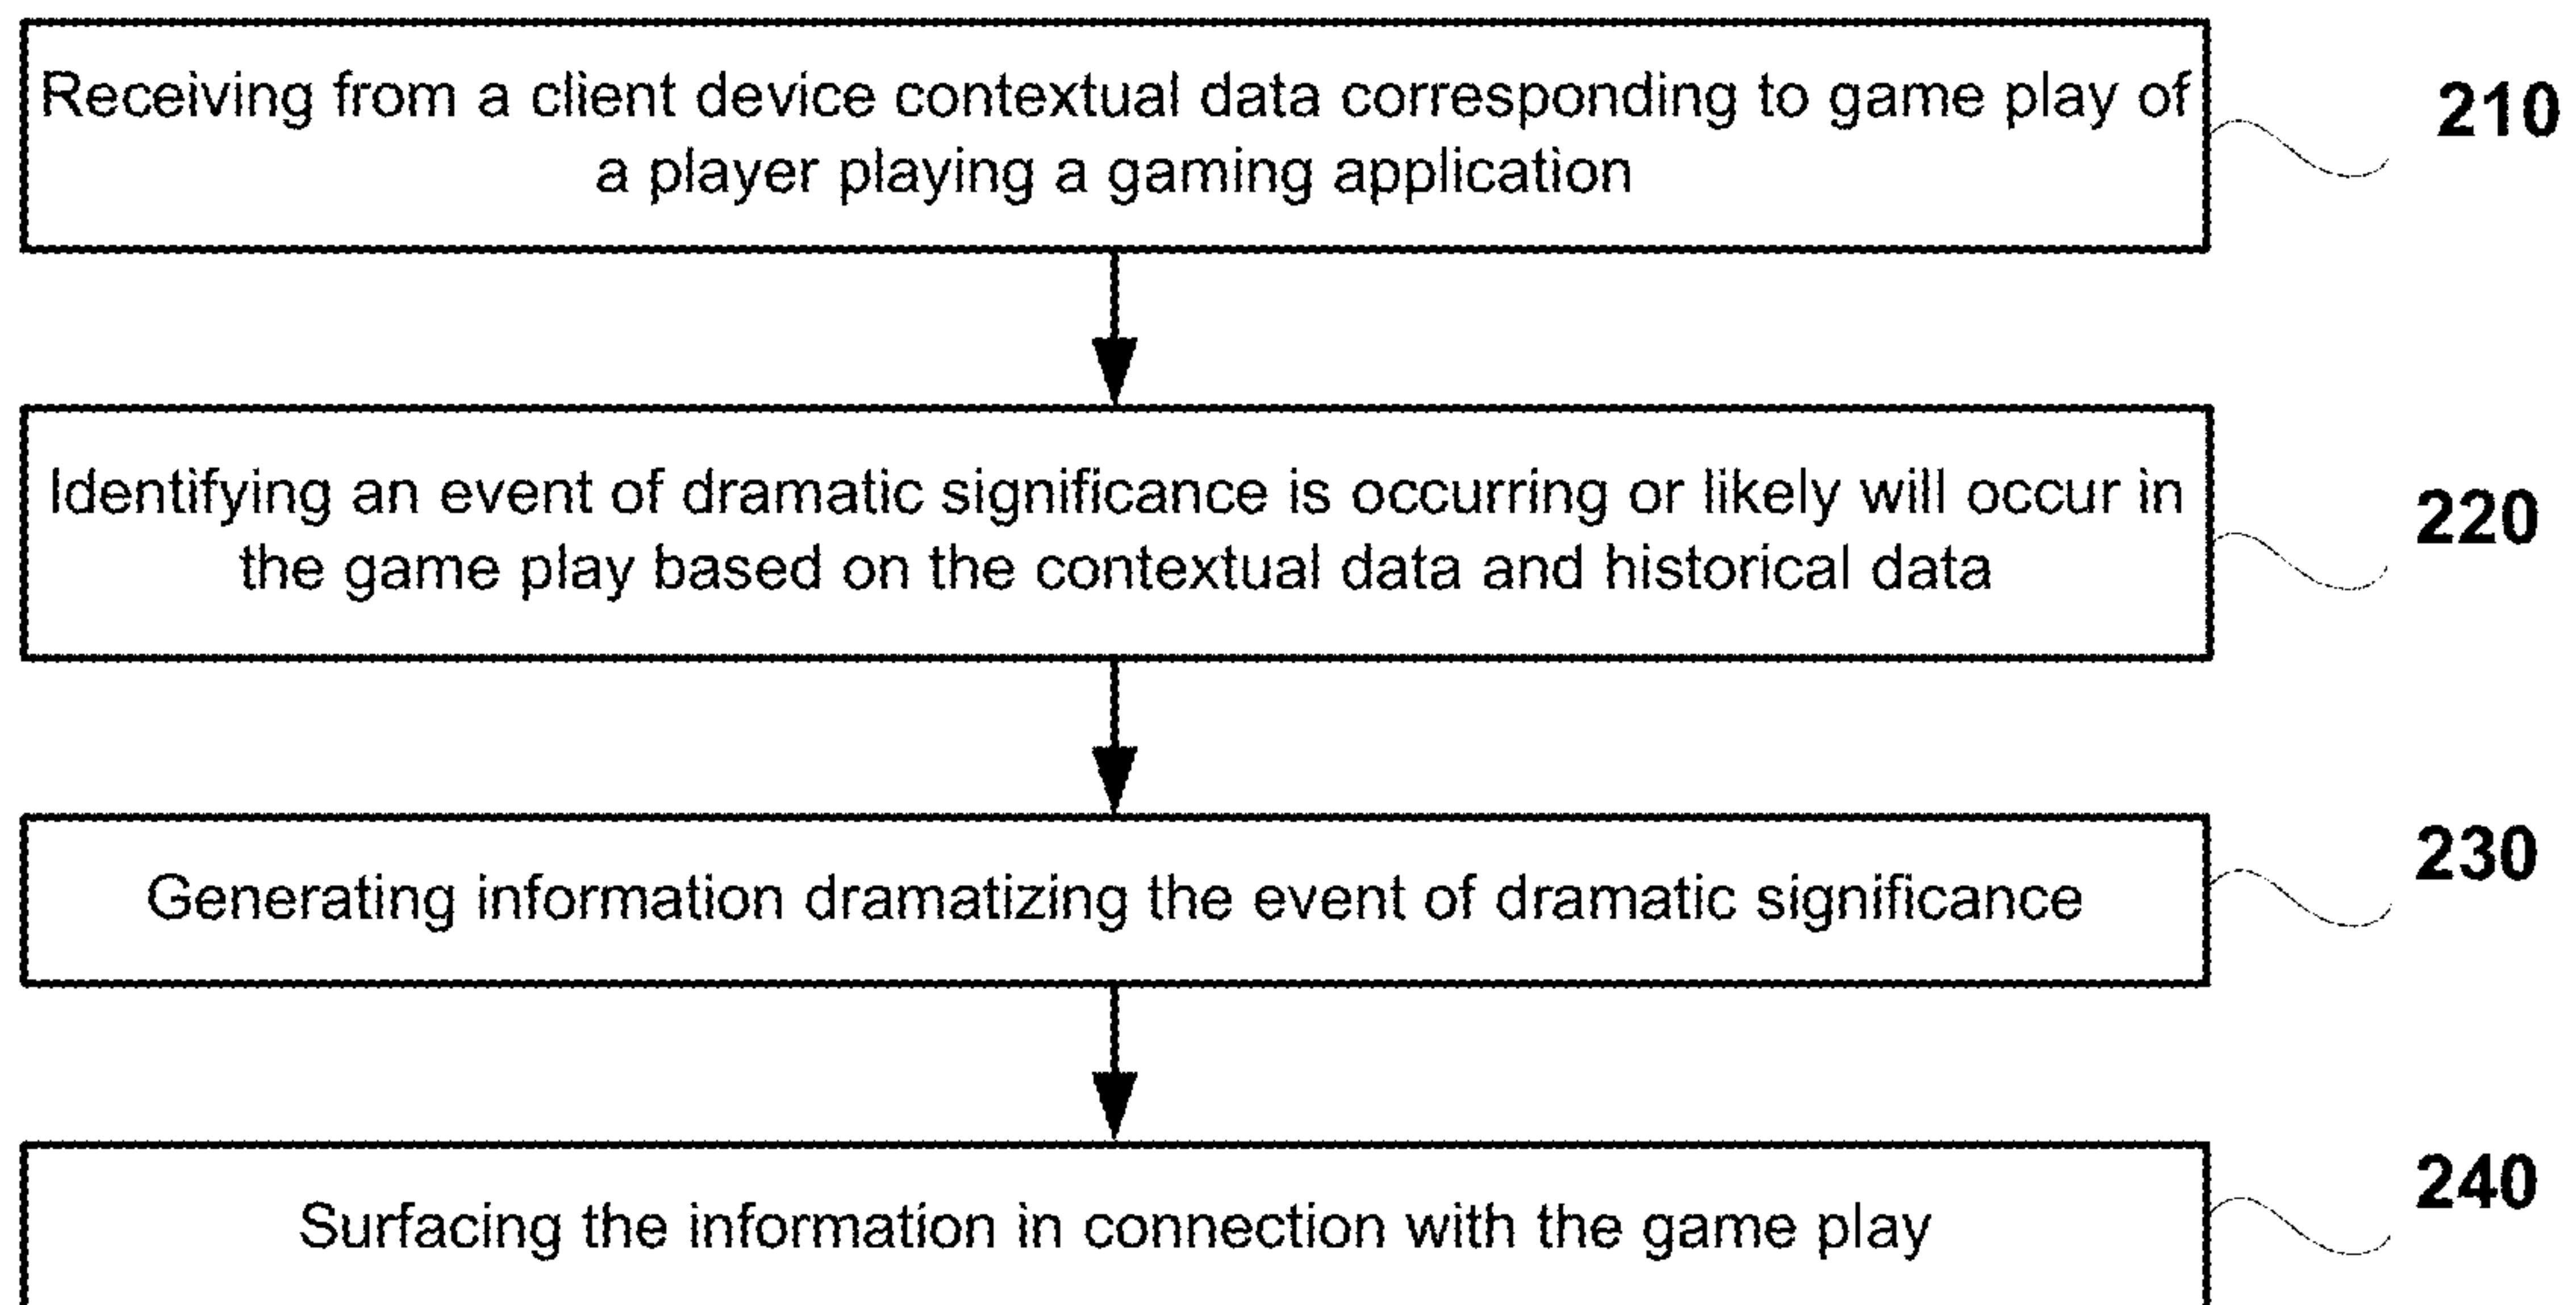 Receiving from a client device contextual data corresponding to game play of
a player playing a gaming application
210
Identifying an event of dramatic significance is occurring or likely will occur in
the game play based on the contextual data and historical data
220
Generating information dramatizing the event of dramatic significance
230
Surfacing the information in connection with the game play
240